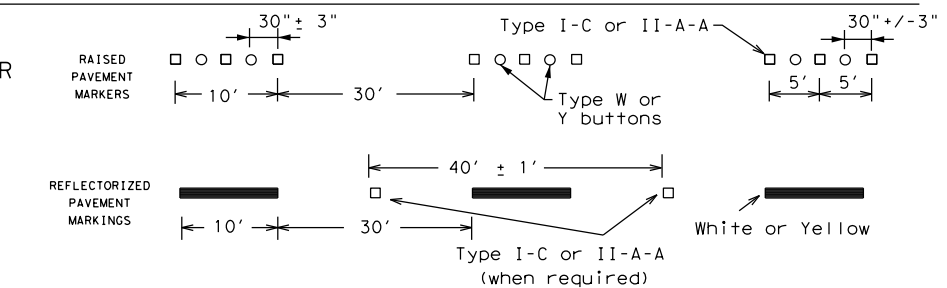 30"± 3"
Type I-C or II-A-A
30"+/-3"
R
RAISED
PAVEMENT
MARKERS
10'
30'
Type W or
Y buttons
5'
5'
40' ± 1'
REFLECTORIZED
PAVEMENT
MARKINGS
10'
30'
Type I-C or II-A-A
(when required)
White or Yellow